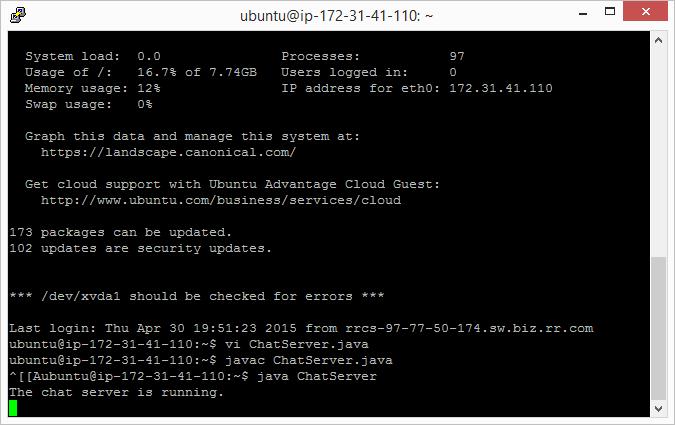 ubuntu@ip-172-31-41-110: ~
System load:  0.0               Processes:           97
Usage of /:   16.7% of 7.74GB   Users logged in:     0
Memory usage: 12%               IP address for eth0: 172.31.41.110
Swap usage:   0%
Graph this data and manage this system at:
https://landscape.canonical.com/
Get cloud support with Ubuntu Advantage Cloud Guest:
http://www.ubuntu.com/business/services/cloud
173 packages can be updated.
102 updates are security updates.
*** /dev/xvda1 should be checked for errors ***
Last login: Thu Apr 30 19:51:23 2015 from rrcs-97-77-50-174.sw.biz.rr.com
ubuntu@ip-172-31-41-110:~$ vi ChatServer.java
ubuntu@ip-172-31-41-110:~$ javac ChatServer.java
^[[Aubuntu@ip-172-31-41-110:~$ java ChatServer
The chat server is running.